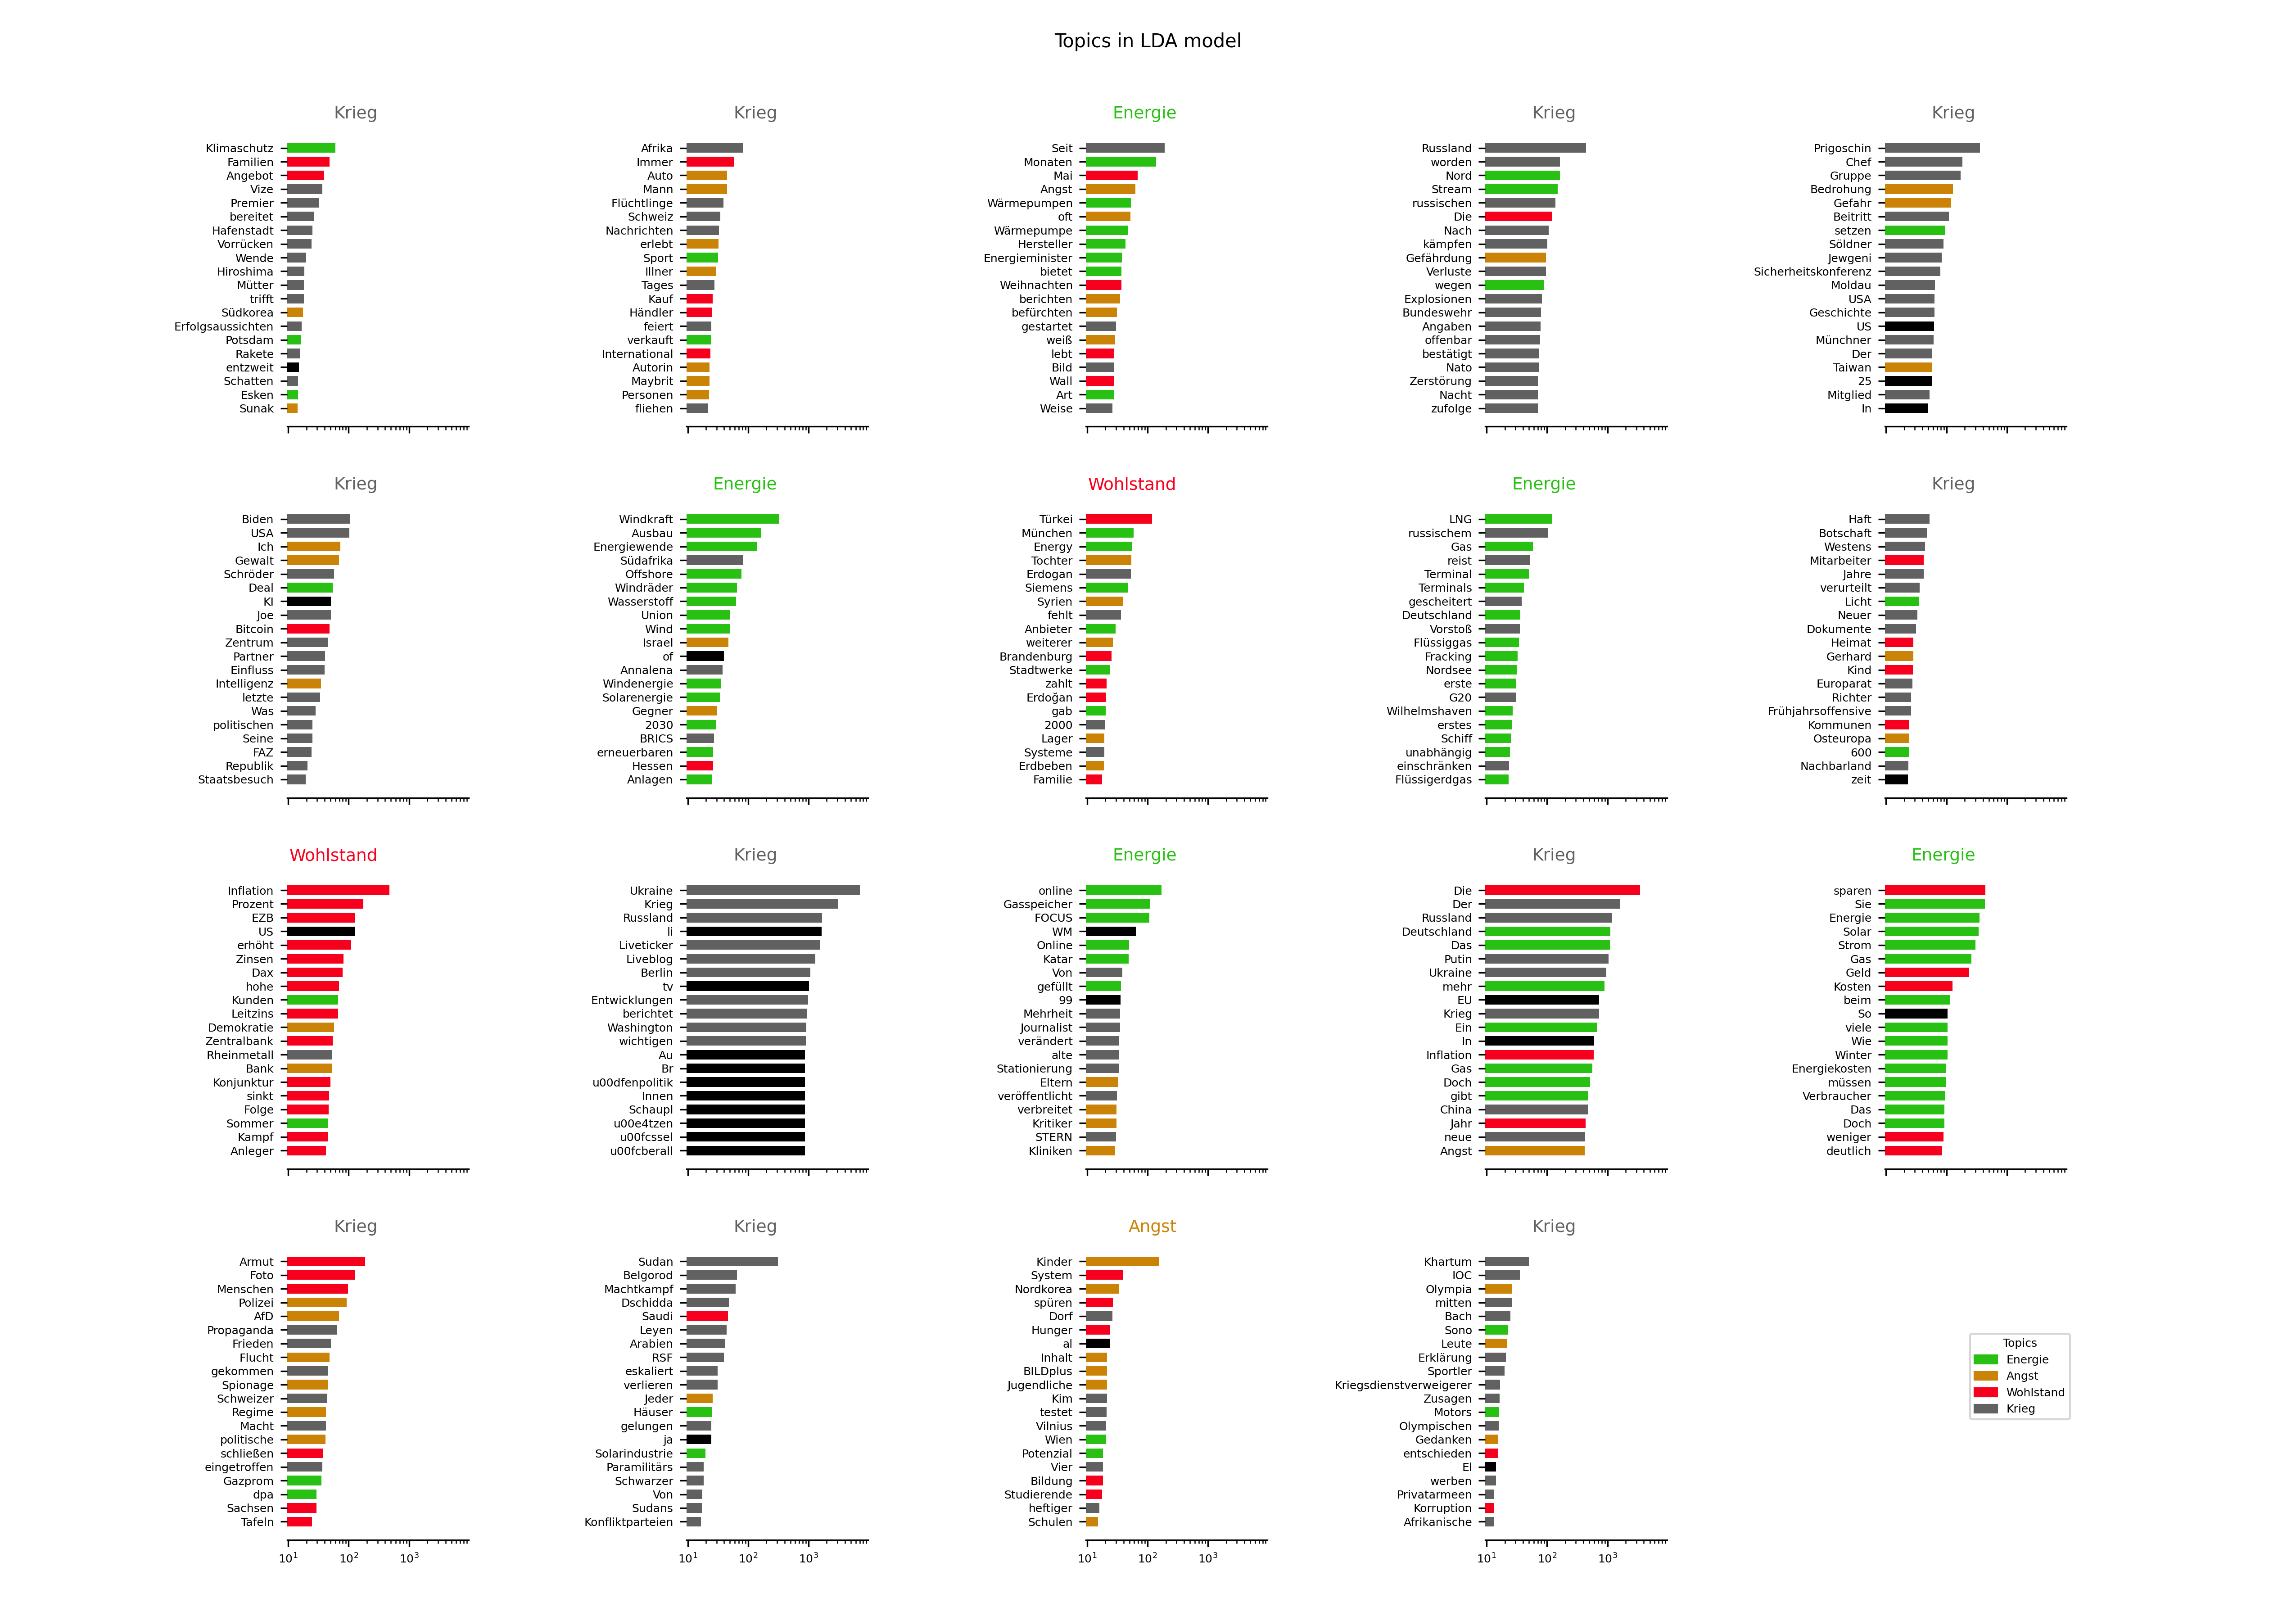 Topics in LDA model
Krieg
Klimaschutz
Familien
Angebot
Vize
Premier
bereitet
Hafenstadt
Vorrücken
Wende
Hiroshima
Mütter
trifft
Südkorea
Erfolgsaussichten
Potsdam
Rakete
entzweit
Schatten
Esken
Sunak
Krieg
Afrika
Immer
Auto
Mann
Flüchtlinge
Schweiz
Nachrichten
erlebt
Sport
Illner
Tages
Kauf
Händler
feiert
verkauft
International
Autorin
Maybrit
Personen
fliehen
Energie
Seit
Monaten
Mai
Angst
Wärmepumpen
oft
Wärmepumpe
Hersteller
Energieminister
bietet
Weihnachten
berichten
befürchten
gestartet
weiß
lebt
Bild
Wall
Art
Weise
Krieg
Russland
worden
Nord
Stream
russischen
Die
Nach
kämpfen
Gefährdung
Verluste
wegen
Explosionen
Bundeswehr
Angaben
offenbar
bestätigt
Nato
Zerstörung
Nacht
zufolge
Krieg
Prigoschin
Chef
Gruppe
Bedrohung
Gefahr
Beitritt
setzen
Söldner
Jewgeni
Sicherheitskonferenz
Moldau
USA
Geschichte
US
Münchner
Der
Taiwan
25
Mitglied
In
Krieg
Biden
USA
Ich
Gewalt
Schröder
Deal
KI
Joe
Bitcoin
Zentrum
Partner
Einfluss
Intelligenz
letzte
Was
politischen
Seine
FAZ
Republik
Staatsbesuch
Energie
Windkraft
Ausbau
Energiewende
Südafrika
Offshore
Windräder
Wasserstoff
Union
Wind
Israel
of
Annalena
Windenergie
Solarenergie
Gegner
2030
BRICS
erneuerbaren
Hessen
Anlagen
Wohlstand
Türkei
München
Energy
Tochter
Erdogan
Siemens
Syrien
fehlt
Anbieter
weiterer
Brandenburg
Stadtwerke
zahlt
Erdoğan
gab
2000
Lager
Systeme
Erdbeben
Familie
Energie
LNG
russischem
Gas
reist
Terminal
Terminals
gescheitert
Deutschland
Vorstoß
Flüssiggas
Fracking
Nordsee
erste
G20
Wilhelmshaven
erstes
Schiff
unabhängig
einschränken
Flüssigerdgas
Krieg
Haft
Botschaft
Westens
Mitarbeiter
Jahre
verurteilt
Licht
Neuer
Dokumente
Heimat
Gerhard
Kind
Europarat
Richter
Frühjahrsoffensive
Kommunen
Osteuropa
600
Nachbarland
zeit
Wohlstand
Inflation
Prozent
EZB
US
erhöht
Zinsen
Dax
hohe
Kunden
Leitzins
Demokratie
Zentralbank
Rheinmetall
Bank
Konjunktur
sinkt
Folge
Sommer
Kampf
Anleger
Krieg
Ukraine
Krieg
Russland
li
Liveticker
Liveblog
Berlin
tv
Entwicklungen
berichtet
Washington
wichtigen
Au
Br
u00dfenpolitik
Innen
Schaupl
u00e4tzen
u00fcssel
u00fcberall
Energie
online
Gasspeicher
FOCUS
WM
Online
Katar
Von
gefüllt
99
Mehrheit
Journalist
verändert
alte
Stationierung
Eltern
veröffentlicht
verbreitet
Kritiker
STERN
Kliniken
Krieg
Die
Der
Russland
Deutschland
Das
Putin
Ukraine
mehr
EU
Krieg
Ein
In
Inflation
Gas
Doch
gibt
China
Jahr
neue
Angst
Energie
sparen
Sie
Energie
Solar
Strom
Gas
Geld
Kosten
beim
So
viele
Wie
Winter
Energiekosten
müssen
Verbraucher
Das
Doch
weniger
deutlich
Krieg
Armut
Foto
Menschen
Polizei
AfD
Propaganda
Frieden
Flucht
gekommen
Spionage
Schweizer
Regime
Macht
politische
schließen
eingetroffen
Gazprom
dpa
Sachsen
Tafeln
10¹ 10² 10³
Krieg
Sudan
Belgorod
Machtkampf
Dschidda
Saudi
Leyen
Arabien
RSF
eskaliert
verlieren
Jeder
Häuser
gelungen
ja
Solarindustrie
Paramilitärs
Schwarzer
Von
Sudans
Konfliktparteien
10¹ 10² 10³
Angst
Kinder
System
Nordkorea
spüren
Dorf
Hunger
al
Inhalt
BILDplus
Jugendliche
Kim
testet
Vilnius
Wien
Potenzial
Vier
Bildung
Studierende
heftiger
Schulen
10¹ 10² 10³
Krieg
Khartum
IOC
Olympia
mitten
Bach
Sono
Leute
Erklärung
Sportler
Kriegsdienstverweigerer
Zusagen
Motors
Olympischen
Gedanken
entschieden
El
werben
Privatarmeen
Korruption
Afrikanische
10¹ 10² 10³
Topics
Energie
Angst
Wohlstand
Krieg